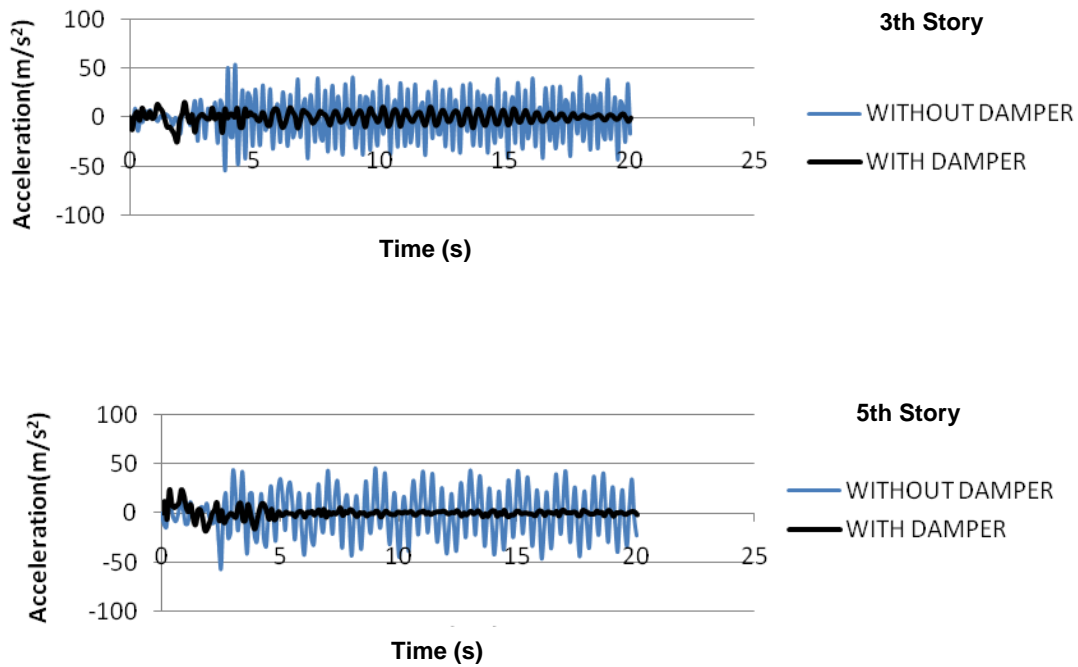 3th Story
Acceleration(m/s²)
100
50
0
-50
-100
0 5 10 15 20 25
Time (s)
WITHOUT DAMPER
WITH DAMPER
5th Story
Acceleration(m/s²)
100
50
0
-50
-100
0 5 10 15 20 25
Time (s)
WITHOUT DAMPER
WITH DAMPER